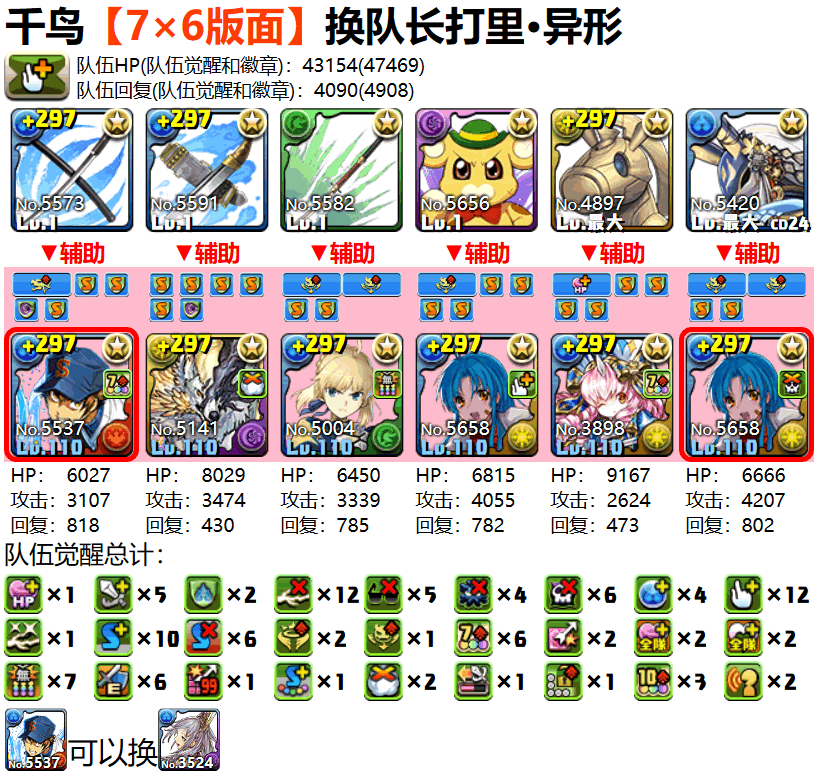 千鸟【7×6版面】换队长打里·异形
队伍HP(队伍觉醒和徽章): 43154(47469)
队伍回复(队伍觉醒和徽章): 4090(4908)
+297 +297 +297
No.5573 No.5591 No.5582 No.5656 No.4897 No.5420
Lv.1 Lv.1 Lv.1 Lv.1 Lv.最大 Lv.最大 co24
▼辅助 ▼辅助 ▼辅助 ▼辅助 ▼辅助 ▼辅助
+297 +297 +297 +297 +297 +297
No.5537 No.5141 No.5004 No.5658 No.3898 No.5658
Lv.110 Lv.110 Lv.110 Lv.110 Lv.110 Lv.110
HP: 6027 HP: 8029 HP: 6450 HP: 6815 HP: 9167 HP: 6666
攻击: 3107 攻击: 3474 攻击: 3339 攻击: 4055 攻击: 2624 攻击: 4207
回复: 818 回复: 430 回复: 785 回复: 782 回复: 473 回复: 802
队伍觉醒总计:
HP ×1 ×5 ×2 ×12 ×5 ×4 ×6 ×4 ×12
×1 S ×10 S ×6 ×2 ×1 7 ×6 ×2 全隊 ×2 全隊 ×2
無 ×7 E ×6 99 ×1 S ×1 ×2 ×1 ×1 10 ×3 ×2
No.5537 可以换 No.3524